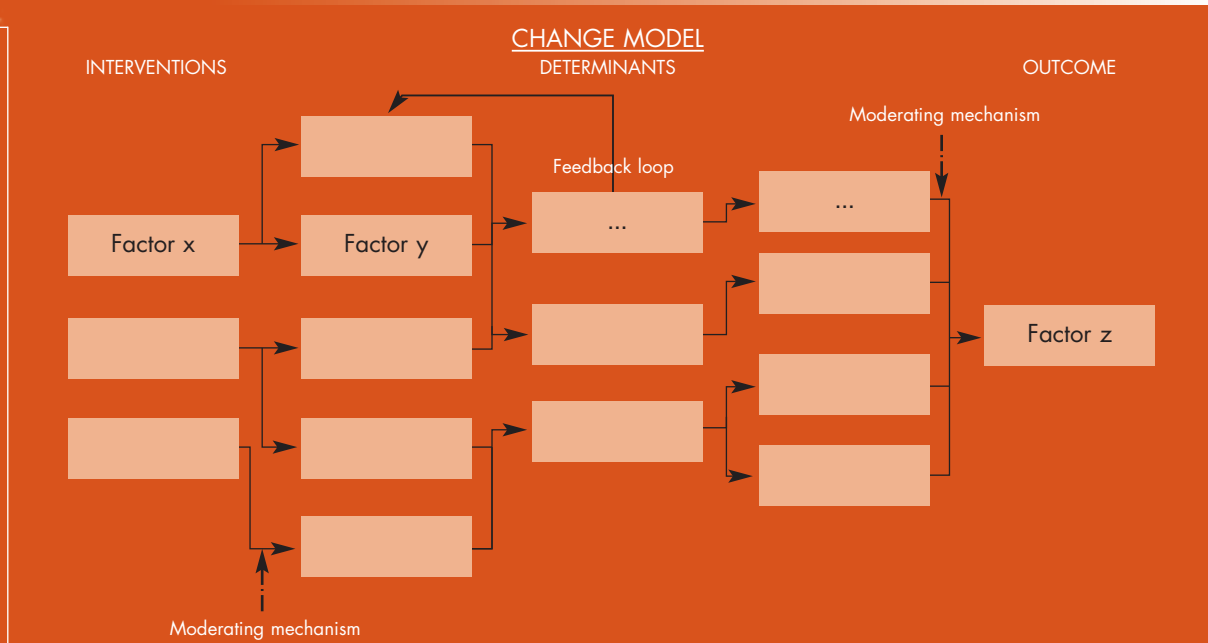 CHANGE MODEL
INTERVENTIONS
DETERMINANTS
OUTCOME
Moderating mechanism
Feedback loop
...
...
Factor x
Factor y
Factor z
Moderating mechanism